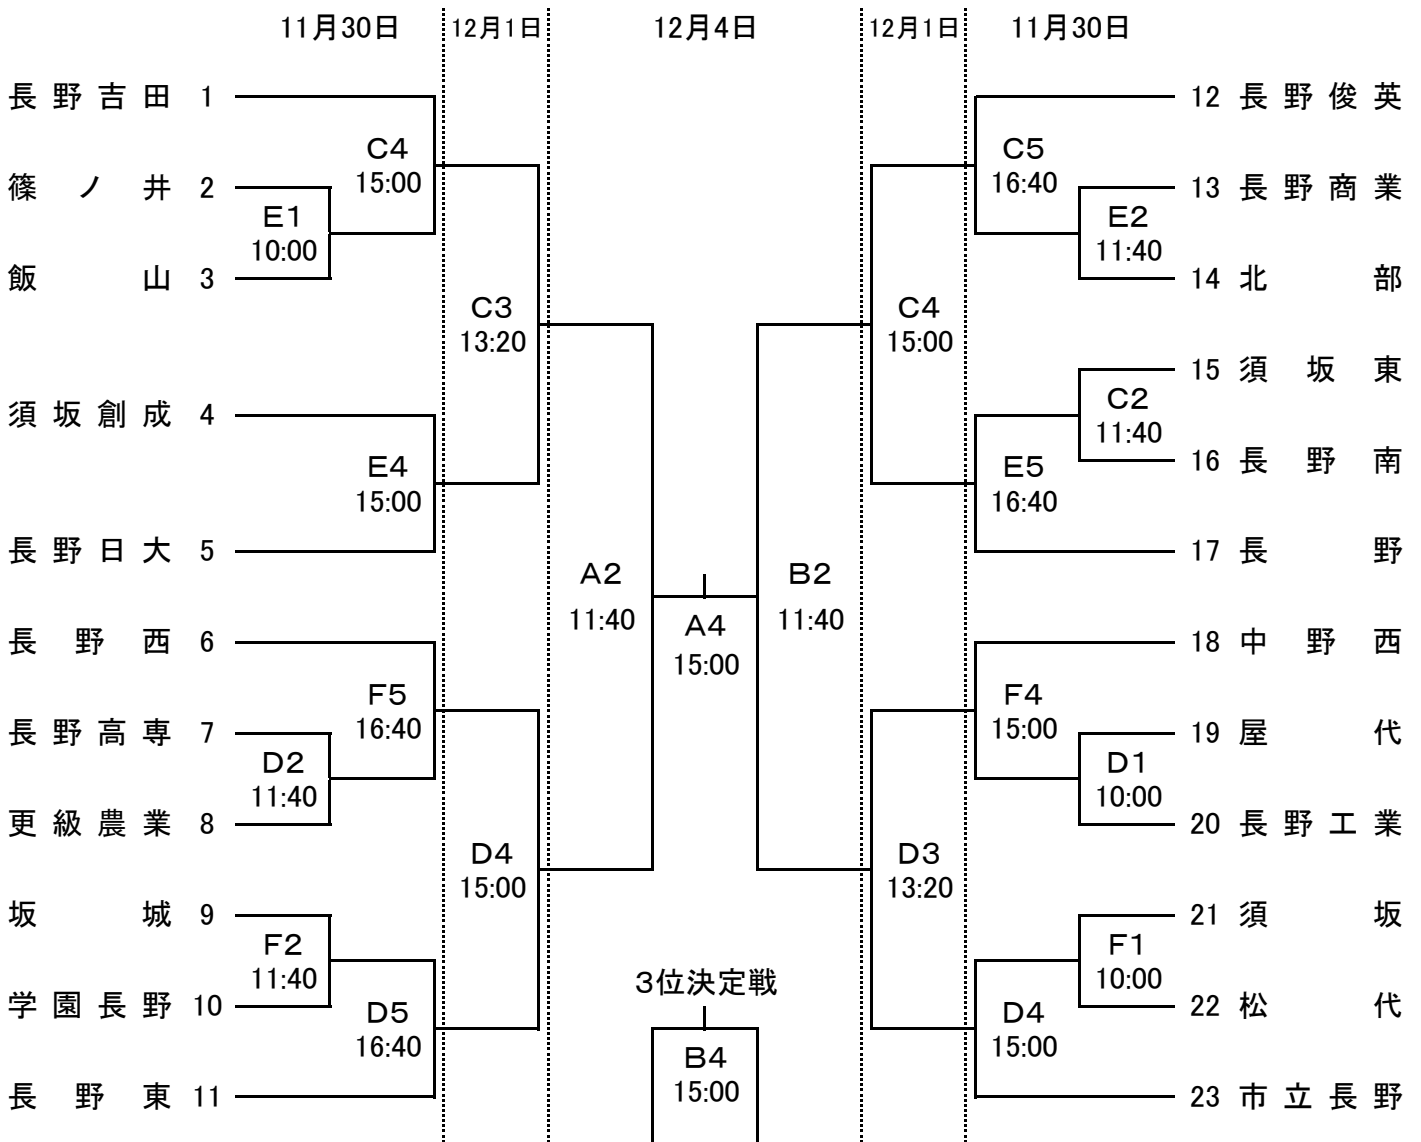 11月30日 12月1日 12月4日 12月1日 11月30日
長野吉田 1
12 長野俊英
C4
15:00
C5
16:40
篠ノ井 2
13 長野商業
E1
10:00
E2
11:40
飯山 3
14 北部
C3
13:20
C4
15:00
15 須坂東
須坂創成 4
C2
11:40
E4
15:00
16 長野南
E5
16:40
長野日大 5
17 長野
A2
11:40
B2
11:40
A4
15:00
長野西 6
18 中野西
F5
16:40
F4
15:00
長野高専 7
19 屋代
D2
11:40
D1
10:00
更級農業 8
20 長野工業
D4
15:00
D3
13:20
坂城 9
21 須坂
F2
11:40
F1
10:00
3位決定戦
学園長野 10
22 松代
D5
16:40
D4
15:00
B4
15:00
長野東 11
23 市立長野